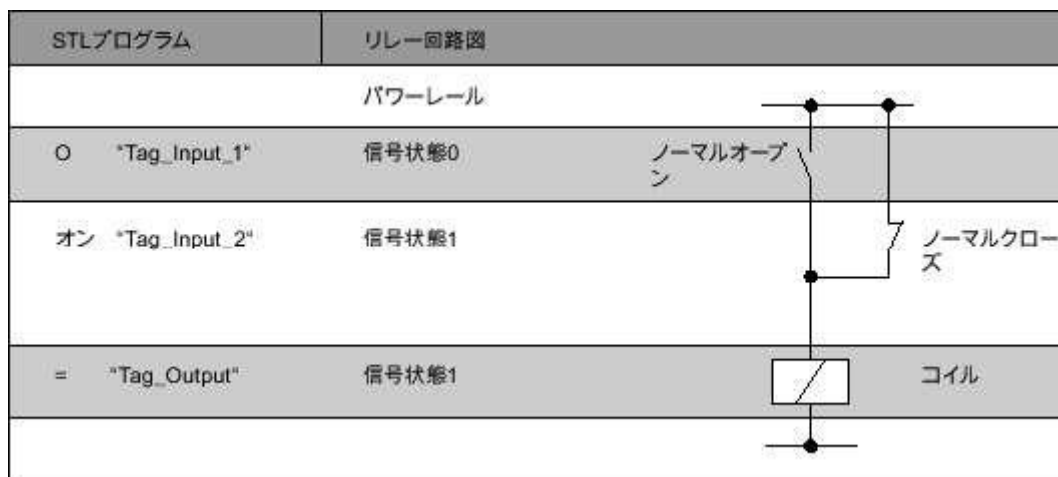 STLプログラム リレー回路図
パワーレール
O "Tag_Input_1" 信号状態0 ノーマルオープ
ン
オン "Tag_Input_2" 信号状態1 ノーマルクロー
ズ
= "Tag_Output" 信号状態1 コイル